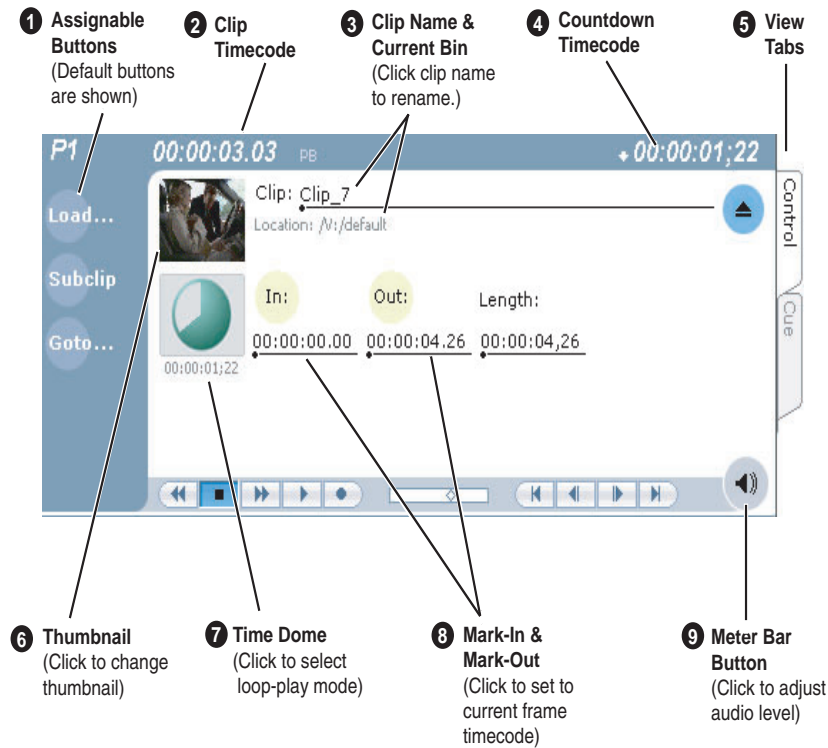 1 Assignable
Buttons
(Default buttons
are shown)
2 Clip
Timecode
3 Clip Name &
Current Bin
(Click clip name
to rename.)
4 Countdown
Timecode
5 View
Tabs
P1
00:00:03.03 PB
00:00:01;22
Load...
Subclip
Goto...
Clip: Clip_7
Location: /V:/default
In:
Out:
Length:
00:00:00.00
00:00:04.26
00:00:04,26
00:00:01;22
Control
Cue
6 Thumbnail
(Click to change
thumbnail)
7 Time Dome
(Click to select
loop-play mode)
8 Mark-In &
Mark-Out
(Click to set to
current frame
timecode)
9 Meter Bar
Button
(Click to adjust
audio level)